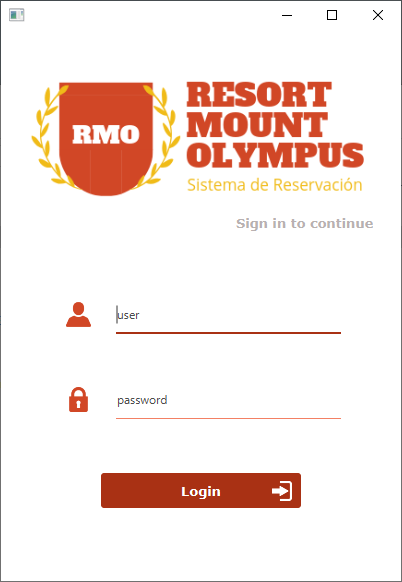 RMO
RESORT
MOUNT
OLYMPUS
Sistema de Reservación
Sign in to continue
user
password
Login